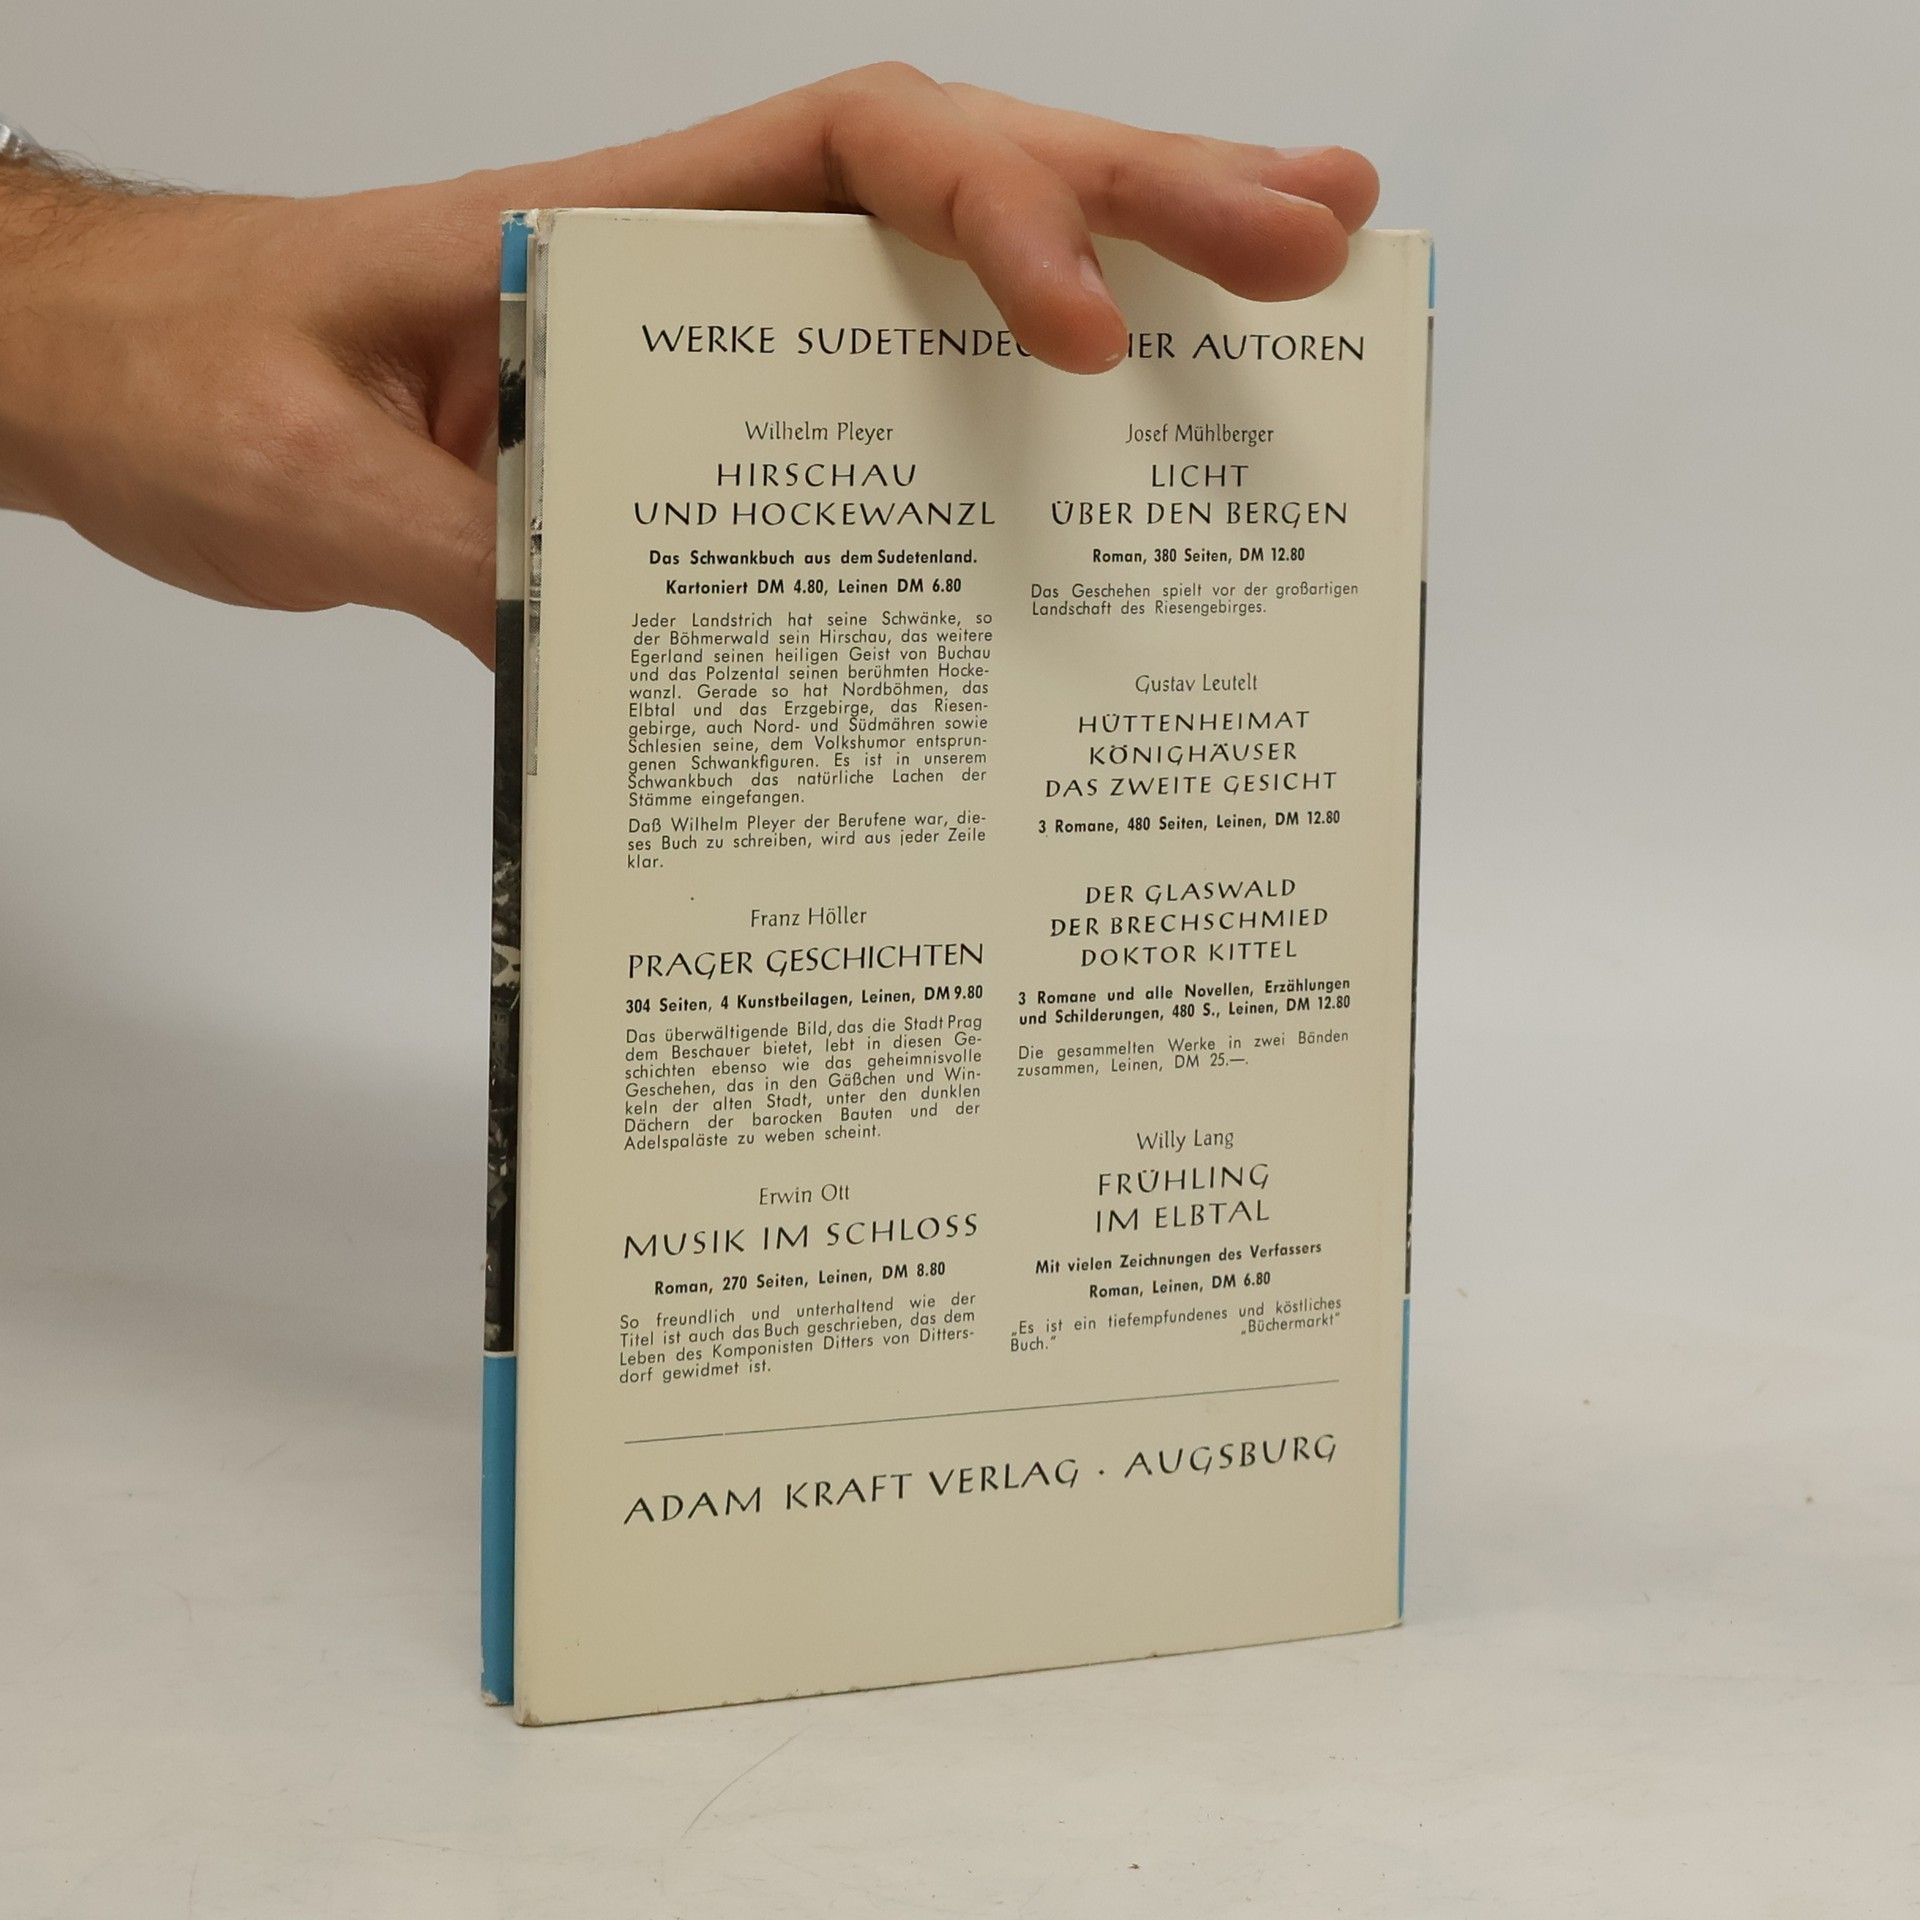 WERKE SUDETENDEU HER AUTOREN
Wilhelm Pleyer
HIRSCHAU
UND HOCKEWANZL
Das Schwankbuch aus dem Sudetenland.
Kartoniert DM 4.80, Leinen DM 6.80
Jeder Landstrich hat seine Schwänke, so
der Böhmerwald sein Hirschau, das weitere
Egerland seinen heiligen Geist von Buchau
und das Polzental seinen berühmten Hocke-
wanzl. Gerade so hat Nordböhmen, das
Elbtal und das Erzgebirge, das Riesen-
gebirge, auch Nord- und Südmähren sowie
Schlesien seine, dem Volkshumor entsprun-
genen Schwankfiguren. Es ist in unserem
Schwankbuch das natürliche Lachen der
Stämme eingefangen.
Daß Wilhelm Pleyer der Berufene war, die-
ses Buch zu schreiben, wird aus jeder Zeile
klar.
Franz Höller
PRAGER GESCHICHTEN
304 Seiten, 4 Kunstbeilagen, Leinen, DM 9.80
Das überwältigende Bild, das die Stadt Prag
dem Beschauer bietet, lebt in diesen Ge-
schichten ebenso wie das geheimnisvolle
Geschehen, das in den Gäßchen und Win-
keln der alten Stadt, unter den dunklen
Dächern der barocken Bauten und der
Adelspaläste zu weben scheint.
Erwin Ott
MUSIK IM SCHLOSS
Roman, 270 Seiten, Leinen, DM 8.80
So freundlich und unterhaltend wie der
Titel ist auch das Buch geschrieben, das dem
Leben des Komponisten Ditters von Ditters-
dorf gewidmet ist.
Josef Mühlberger
LICHT
ÜBER DEN BERGEN
Roman, 380 Seiten, DM 12.80
Das Geschehen spielt vor der großartigen
Landschaft des Riesengebirges.
Gustav Leutelt
HÜTTENHEIMAT
KÖNIGHÄUSER
DAS ZWEITE GESICHT
3 Romane, 480 Seiten, Leinen, DM 12.80
DER GLASWALD
DER BRECHSCHMIED
DOKTOR KITTEL
3 Romane und alle Novellen, Erzählungen
und Schilderungen, 480 S., Leinen, DM 12.80
Die gesammelten Werke in zwei Bänden
zusammen, Leinen, DM 25.—.
Willy Lang
FRÜHLING
IM ELBTAL
Mit vielen Zeichnungen des Verfassers
Roman, Leinen, DM 6.80
„Es ist ein tiefempfundenes und köstliches
Buch.“ „Büchermarkt“
ADAM KRAFT VERLAG · AUGSBURG